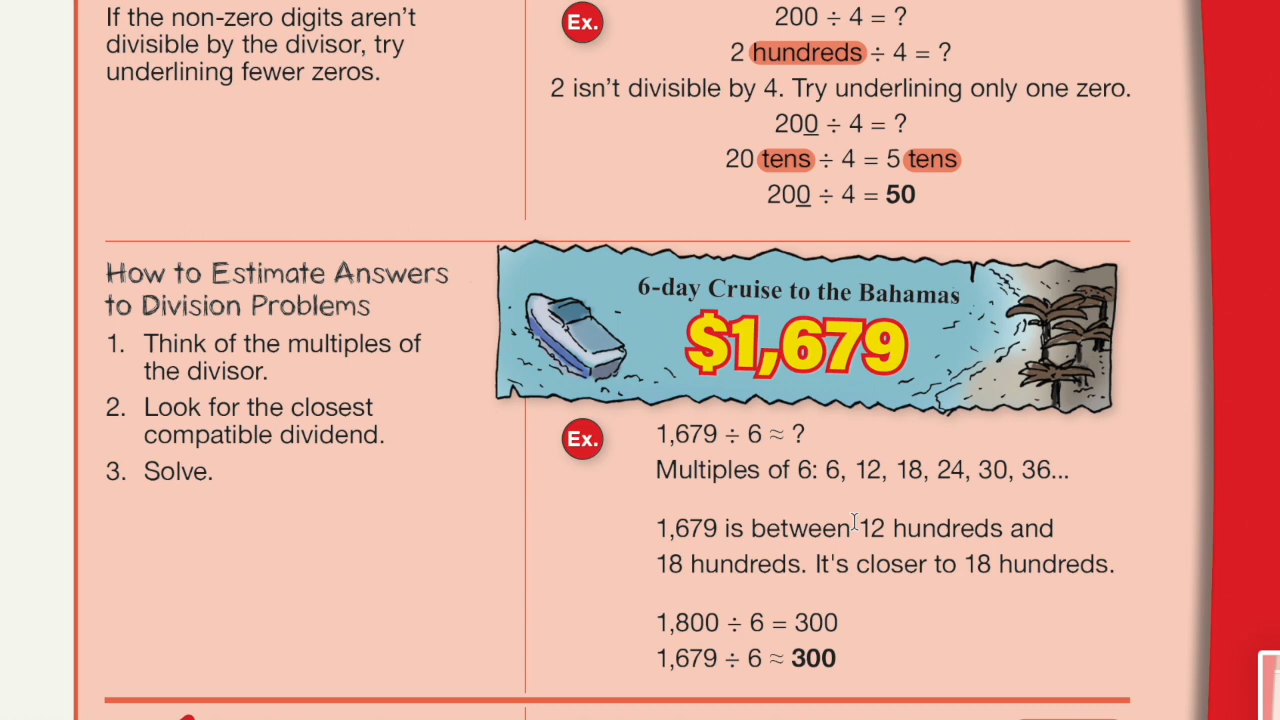 If the non-zero digits aren’t
divisible by the divisor, try
underlining fewer zeros.
Ex.
200 ÷ 4 = ?
2 hundreds ÷ 4 = ?
2 isn’t divisible by 4. Try underlining only one zero.
200 ÷ 4 = ?
20 tens ÷ 4 = 5 tens
200 ÷ 4 = 50
How to Estimate Answers
to Division Problems
1. Think of the multiples of
the divisor.
2. Look for the closest
compatible dividend.
3. Solve.
6-day Cruise to the Bahamas
$1,679
Ex.
1,679 ÷ 6 ≈ ?
Multiples of 6: 6, 12, 18, 24, 30, 36...
1,679 is between 12 hundreds and
18 hundreds. It's closer to 18 hundreds.
1,800 ÷ 6 = 300
1,679 ÷ 6 ≈ 300